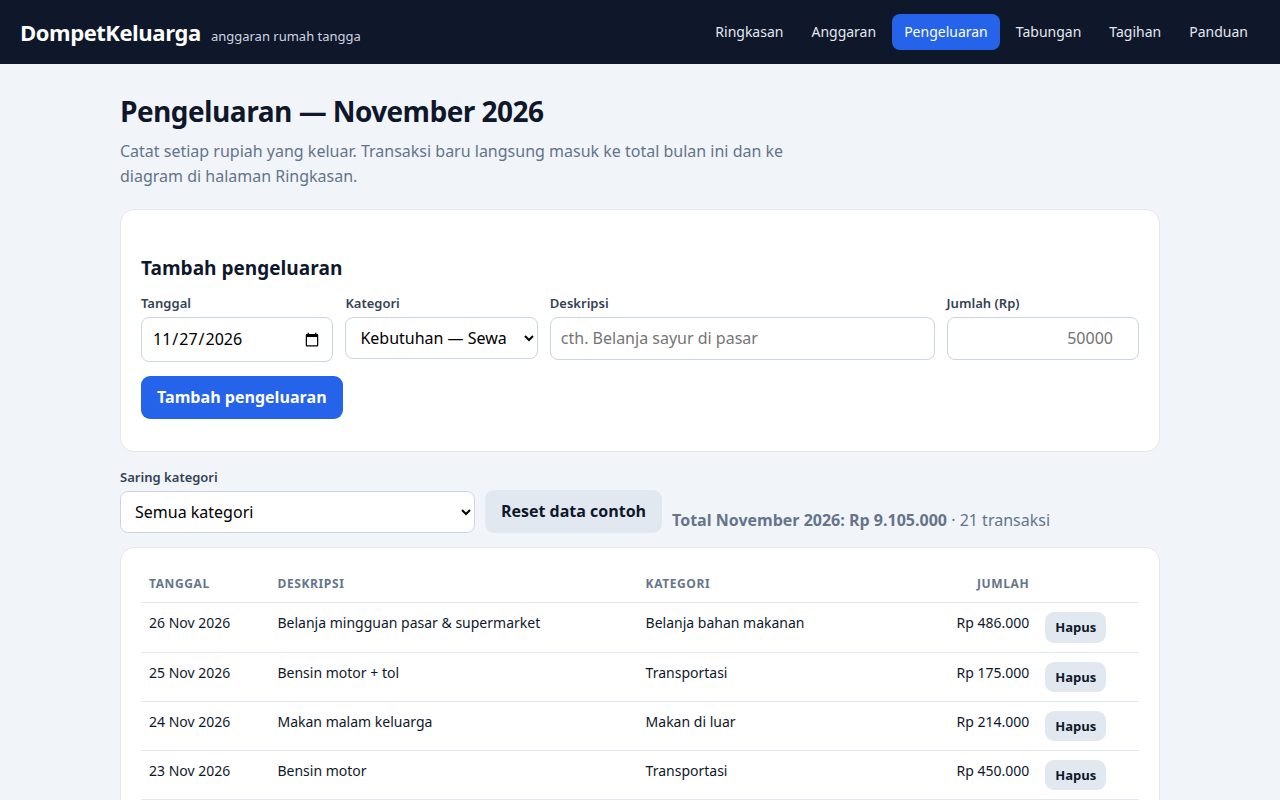 DompetKeluarga anggaran rumah tangga
Ringkasan Anggaran Pengeluaran Tabungan Tagihan Panduan
Pengeluaran — November 2026
Catat setiap rupiah yang keluar. Transaksi baru langsung masuk ke total bulan ini dan ke
diagram di halaman Ringkasan.
Tambah pengeluaran
Tanggal Kategori Deskripsi Jumlah (Rp)
11/27/2026 Kebutuhan — Sewa cth. Belanja sayur di pasar 50000
Tambah pengeluaran
Saring kategori
Semua kategori Reset data contoh Total November 2026: Rp 9.105.000 · 21 transaksi
TANGGAL DESKRIPSI KATEGORI JUMLAH
26 Nov 2026 Belanja mingguan pasar & supermarket Belanja bahan makanan Rp 486.000 Hapus
25 Nov 2026 Bensin motor + tol Transportasi Rp 175.000 Hapus
24 Nov 2026 Makan malam keluarga Makan di luar Rp 214.000 Hapus
23 Nov 2026 Bensin motor Transportasi Rp 450.000 Hapus